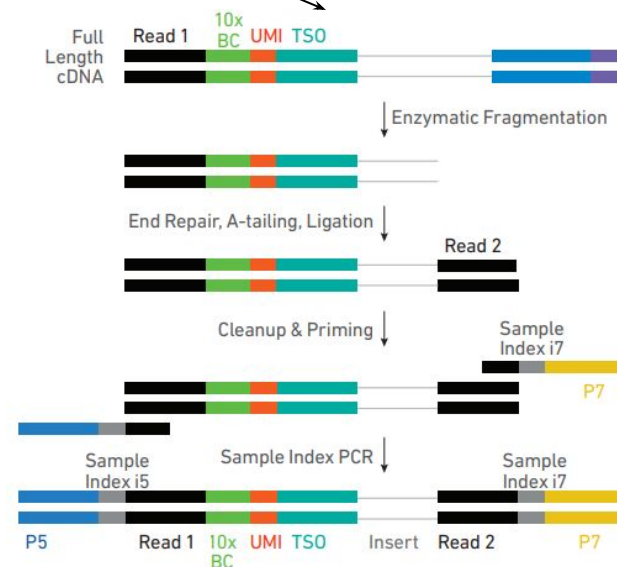 10x
Full Read 1 BC UMI TSO
Length
cDNA
Enzymatic Fragmentation
End Repair, A-tailing, Ligation
Read 2
Cleanup & Priming
Sample
Index i7
P7
Sample
Index i5
Sample Index PCR
Sample
Index i7
P5 Read 1 10x UMI TSO Insert Read 2 P7
BC